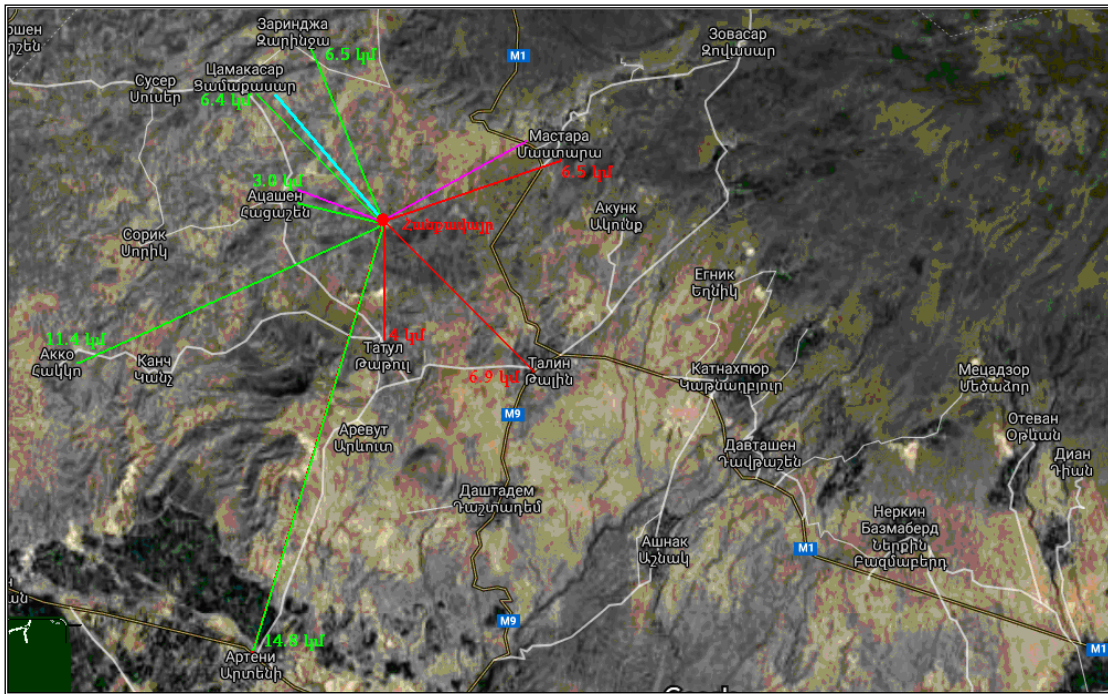 Заринджа
Զարինջա
6.5 կմ
M1
Зовасар
Զովասար
Цамакасар
Ցամաքասար
6.4 կմ
Сусер
Սուսեր
Мастара
Մաստարա
6.5 կմ
3.0 կմ
Ацашен
Հացաշեն
Հանրավայր
Акунк
Ակունք
Сорик
Սորիկ
Егник
Եղնիկ
11.4 կմ
Акко
Հակկո
Канч
Կանչ
4 կմ
Татул
Թաթուլ
6.9 կմ
Талин
Թալին
Катнахпюр
Կաթնաղբյուր
Мецадзор
Մեծաձոր
M9
Аревут
Արևուտ
Отеван
Օթևան
Давташен
Դավթաշեն
Диан
Դիան
Даштадем
Դաշտադեմ
Неркин
Базмаберд
Ներքին
Բազմաբերդ
Ашнак
Աշնակ
M1
M9
14.8 կմ
Артени
Արտենի
M1